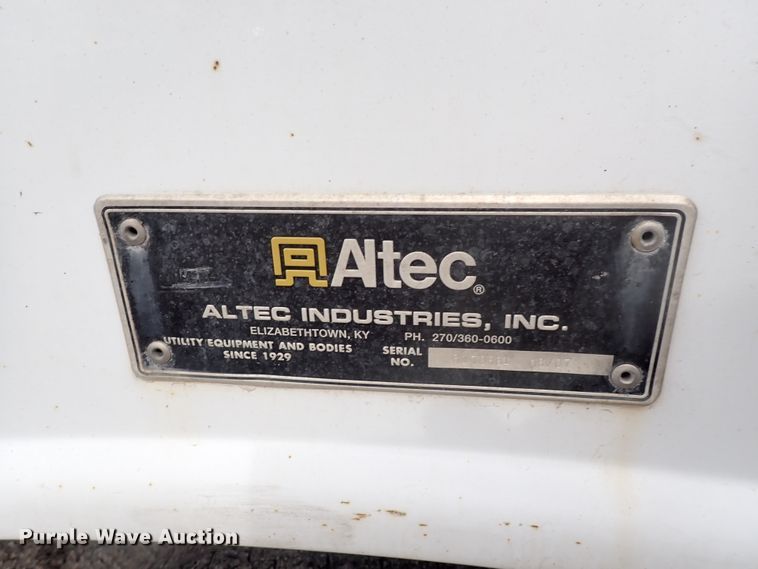 Altec®
ALTEC INDUSTRIES, INC.
ELIZABETHTOWN, KY PH. 270/360-0600
UTILITY EQUIPMENT AND BODIES
SINCE 1929
SERIAL
NO.
Purple Wave Auction